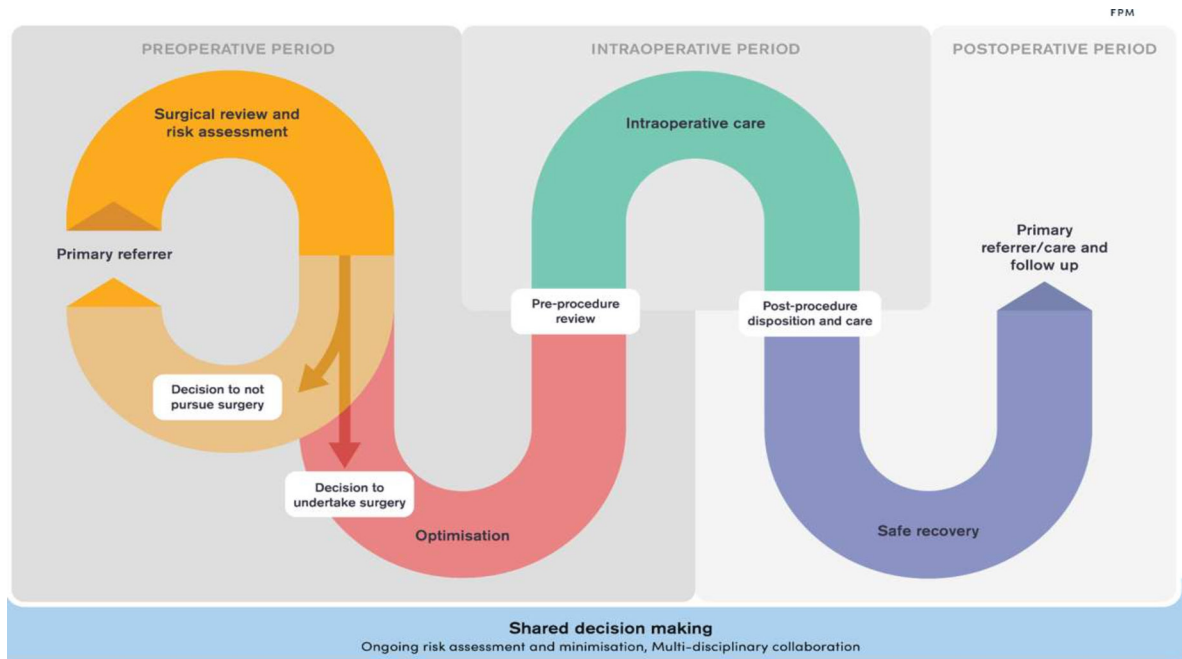 FPM
PREOPERATIVE PERIOD
INTRAOPERATIVE PERIOD
POSTOPERATIVE PERIOD
Surgical review and
risk assessment
Primary referrer
Decision to not
pursue surgery
Decision to
undertake surgery
Optimisation
Pre-procedure
review
Intraoperative care
Post-procedure
disposition and care
Safe recovery
Primary
referrer/care and
follow up
Shared decision making
Ongoing risk assessment and minimisation, Multi-disciplinary collaboration